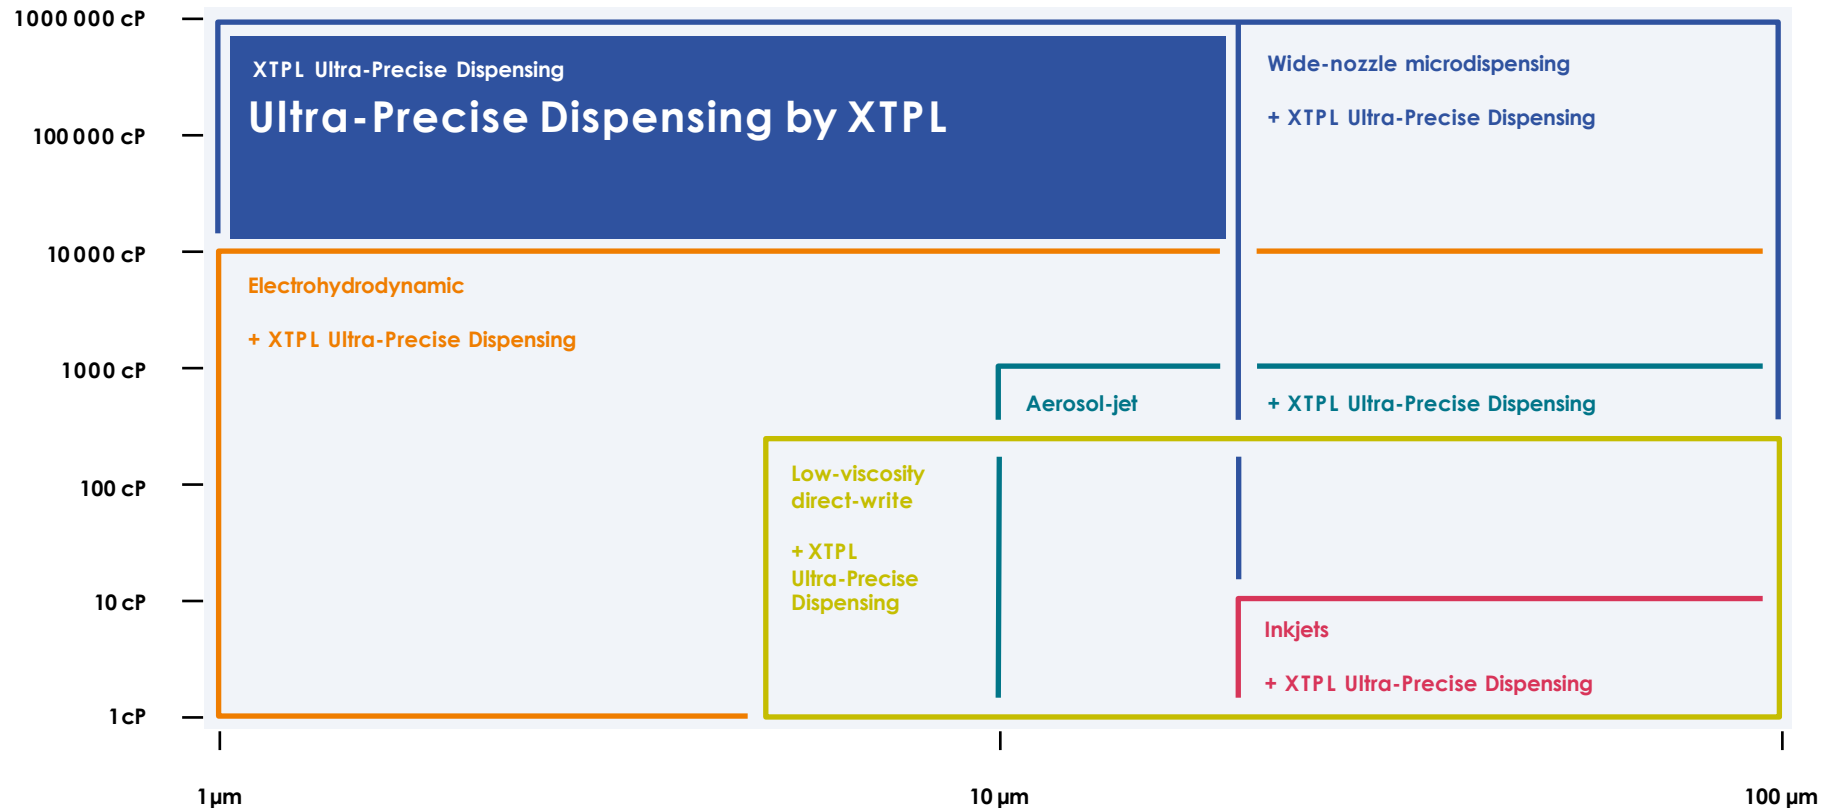 1000 000 cP
100 000 cP
10 000 cP
1000 cP
100 cP
10 cP
1 cP
XTPL Ultra-Precise Dispensing
Ultra-Precise Dispensing by XTPL
Wide-nozzle microdispensing
+ XTPL Ultra-Precise Dispensing
Electrohydrodynamic
+ XTPL Ultra-Precise Dispensing
Aerosol-jet
+ XTPL Ultra-Precise Dispensing
Low-viscosity
direct-write
+ XTPL
Ultra-Precise
Dispensing
Inkjets
+ XTPL Ultra-Precise Dispensing
1 µm
10 µm
100 µm